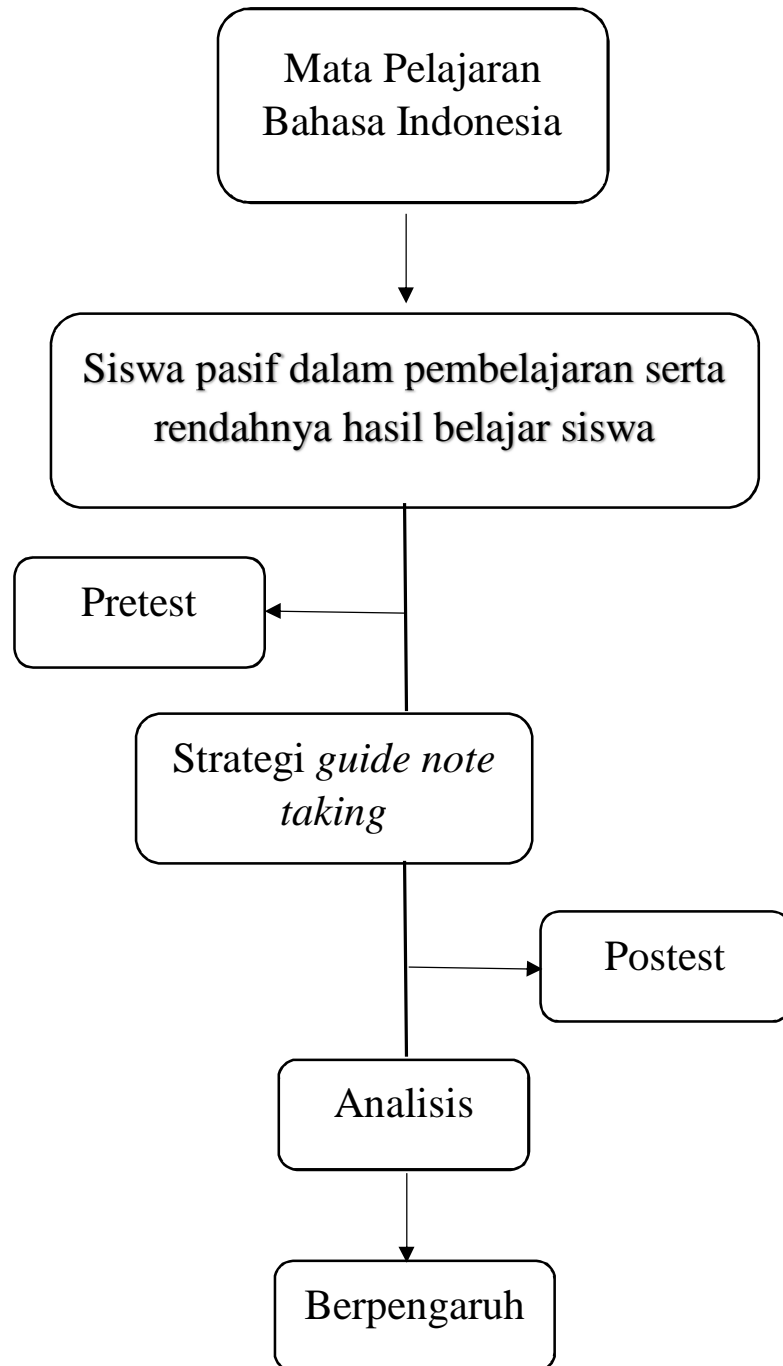 Mata Pelajaran
Bahasa Indonesia
Siswa pasif dalam pembelajaran serta
rendahnya hasil belajar siswa
Pretest
Strategi guide note
taking
Postest
Analisis
Berpengaruh